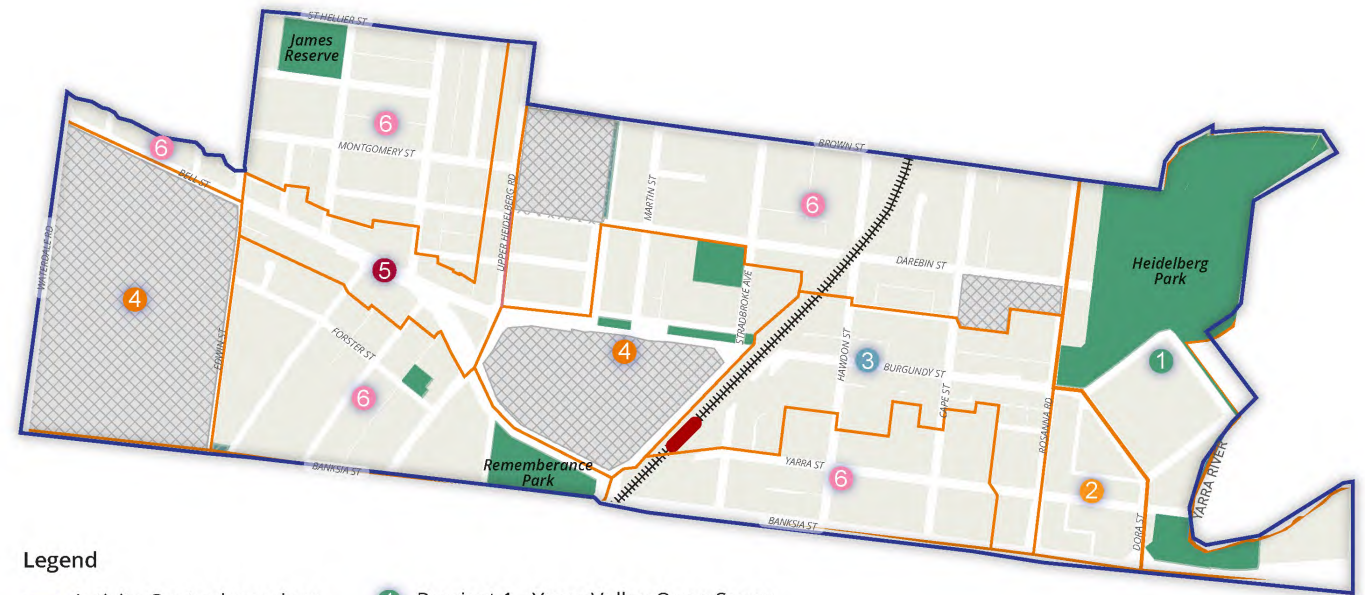 ST HELLIER ST
James
Reserve
6
MONTGOMERY ST
6
BELL ST
BROWN ST
MARTIN ST
UPPER HEIDELBERG RD
6
WATERDALE RD
5
4
DAREBIN ST
Heidelberg
Park
STRADBROKE AVE
FORSTER ST
EDWIN ST
4
HAWDON ST
3
BURGUNDY ST
1
CAPE ST
6
ROSANNA RD
Rememberance
Park
YARRA ST
6
2
YARRA RIVER
BANKSIA ST
BANKSIA ST
DORA ST
Legend